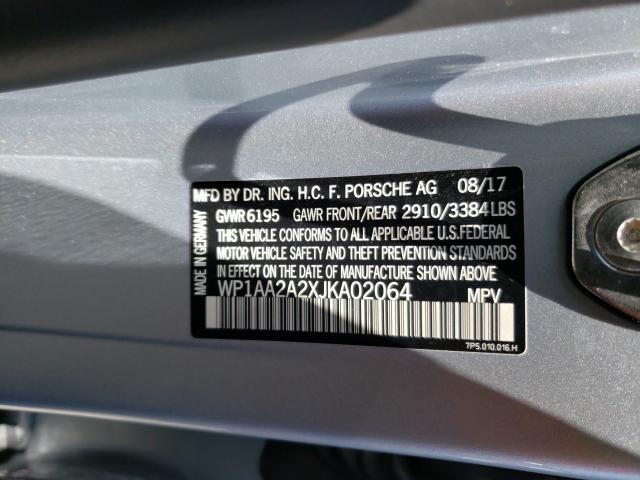 MFD BY DR. ING. H.C. F. PORSCHE AG 08/17
GVWR 6195 GAWR FRONT/REAR 2910/3384 LBS
THIS VEHICLE CONFORMS TO ALL APPLICABLE U.S.FEDERAL
MOTOR VEHICLE SAFETY AND THEFT PREVENTION STANDARDS
IN EFFECT ON THE DATE OF MANUFACTURE SHOWN ABOVE
WP1AA2A2XJKA02064 MPV
7P5.010.016.H
MADE IN GERMANY